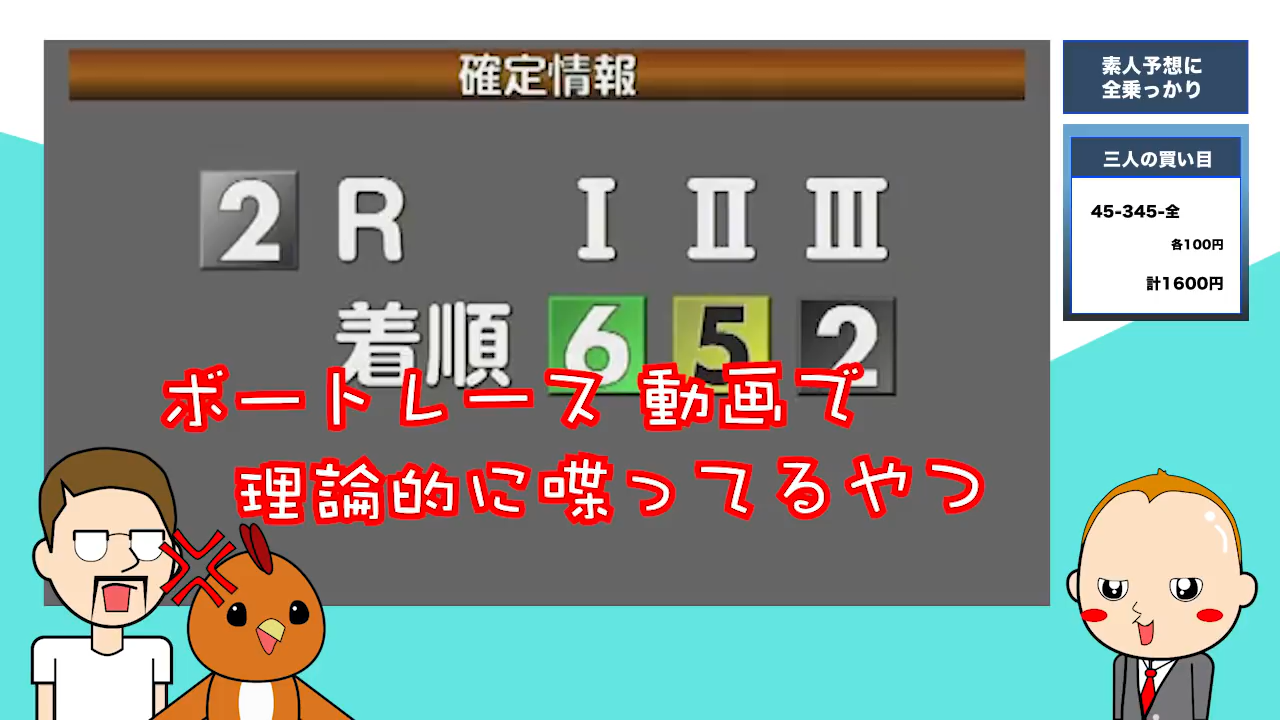 確定情報
2 R Ⅰ Ⅱ Ⅲ
着順 6 5 2
ボートレース動画で
理論的に喋ってるやつ
素人予想に
全乗っかり
三人の買い目
45-345-全
各100円
計1600円